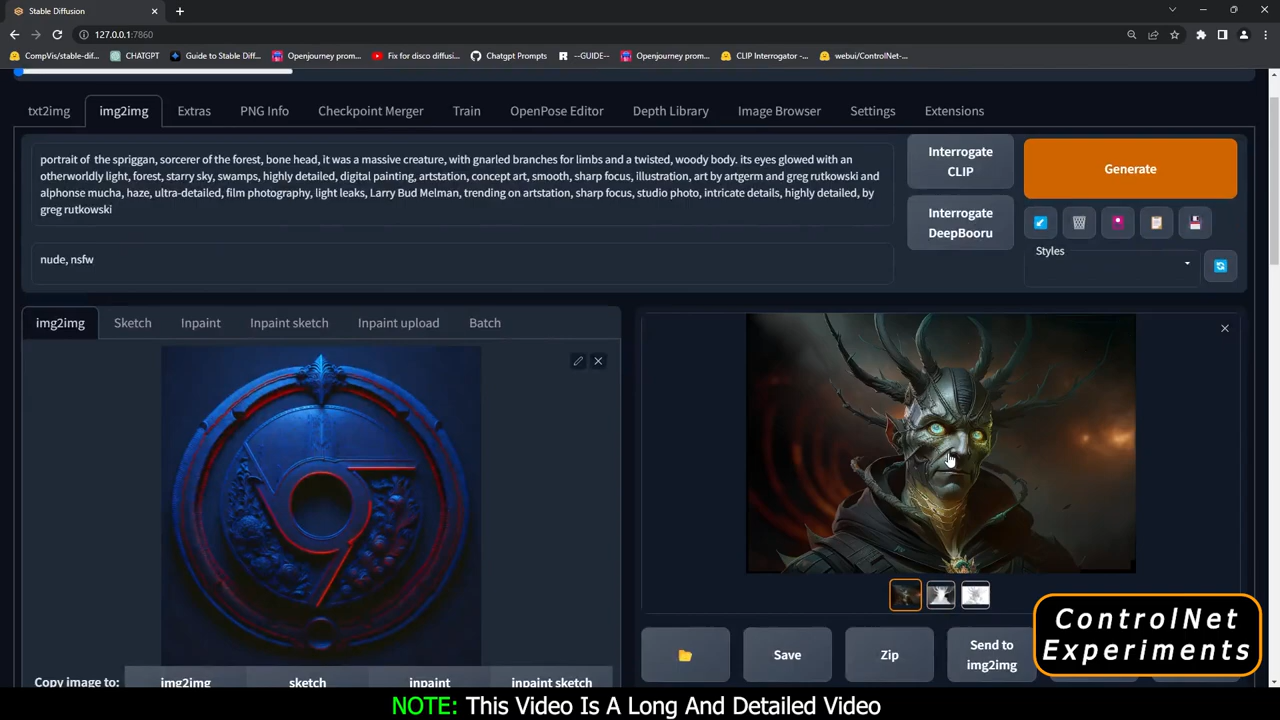 Stable Diffusion
127.0.0.1:7860
CompVis/stable-dif...
CHATGPT
Guide to Stable Diff...
Openjourney prom...
Fix for disco diffusi...
Chatgpt Prompts
--GUIDE--
Openjourney prom...
CLIP Interrogator -...
webui/ControlNet-...
txt2img
img2img
Extras
PNG Info
Checkpoint Merger
Train
OpenPose Editor
Depth Library
Image Browser
Settings
Extensions
portrait of the spriggan, sorcerer of the forest, bone head, it was a massive creature, with gnarled branches for limbs and a twisted, woody body. its eyes glowed with an
otherworldly light, forest, starry sky, swamps, highly detailed, digital painting, artstation, concept art, smooth, sharp focus, illustration, art by artgerm and greg rutkowski and
alphonse mucha, haze, ultra-detailed, film photography, light leaks, Larry Bud Melman, trending on artstation, sharp focus, studio photo, intricate details, highly detailed, by
greg rutkowski
Interrogate
CLIP
Generate
Interrogate
DeepBooru
Styles
nude, nsfw
img2img
Sketch
Inpaint
Inpaint sketch
Inpaint upload
Batch
Copy image to:
img2img
sketch
inpaint
inpaint sketch
Save
Zip
Send to
img2img
ControlNet
Experiments
NOTE: This Video Is A Long And Detailed Video